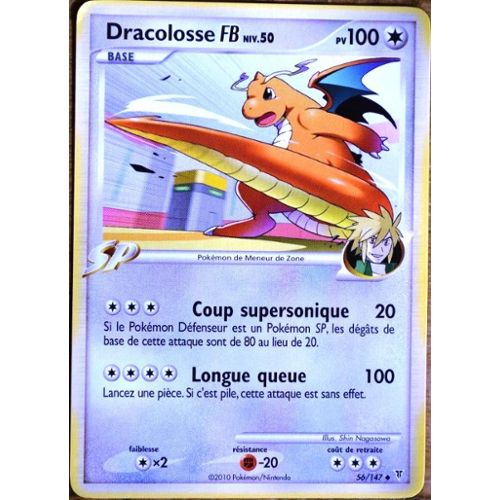 Dracolosse FB NIV.50
PV 100
BASE
SP
Pokémon de Meneur de Zone
Coup supersonique 20
Si le Pokémon Défenseur est un Pokémon SP, les dégâts de
base de cette attaque sont de 80 au lieu de 20.
Longue queue 100
Lancez une pièce. Si c'est pile, cette attaque est sans effet.
Illus. Shin Nagasawa
faiblesse résistance coût de retraite
×2 -20
©2010 Pokémon/Nintendo 56/147